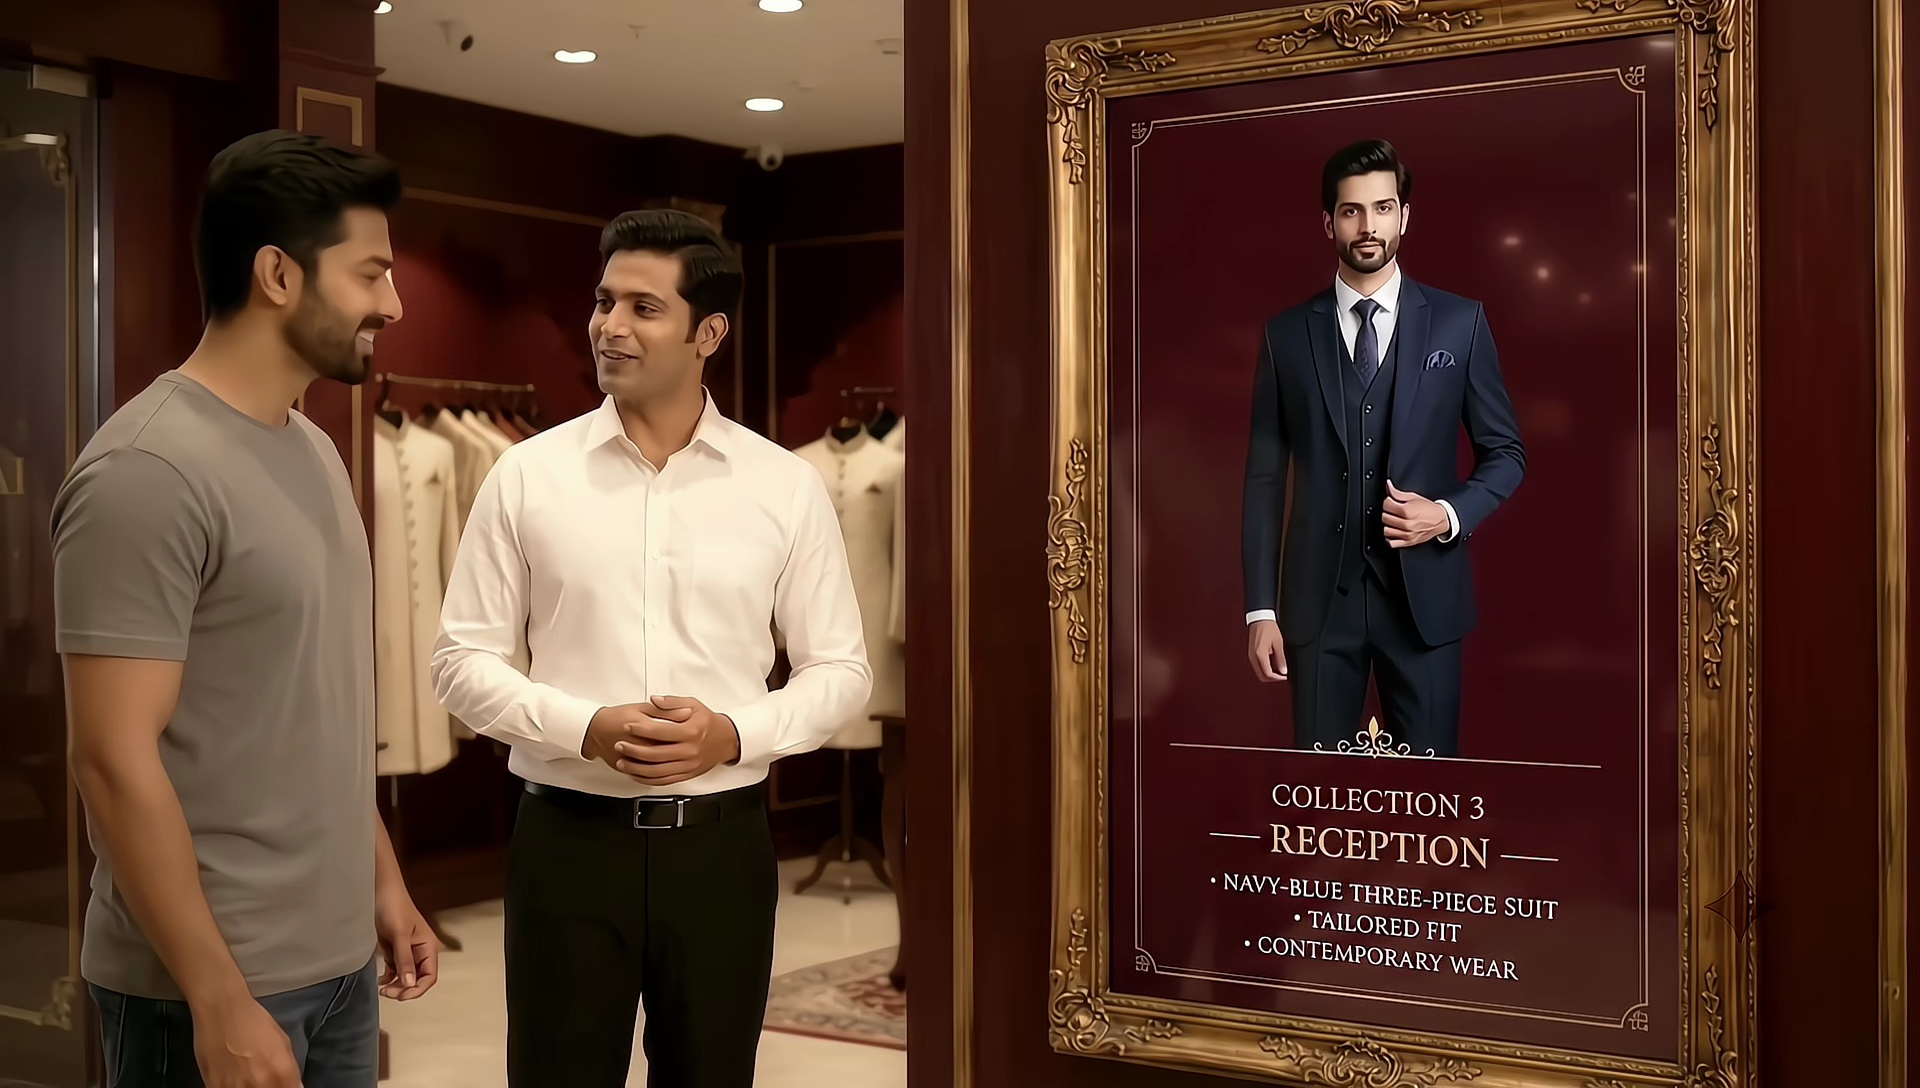 COLLECTION 3
RECEPTION
• NAVY-BLUE THREE-PIECE SUIT
• TAILORED FIT
• CONTEMPORARY WEAR